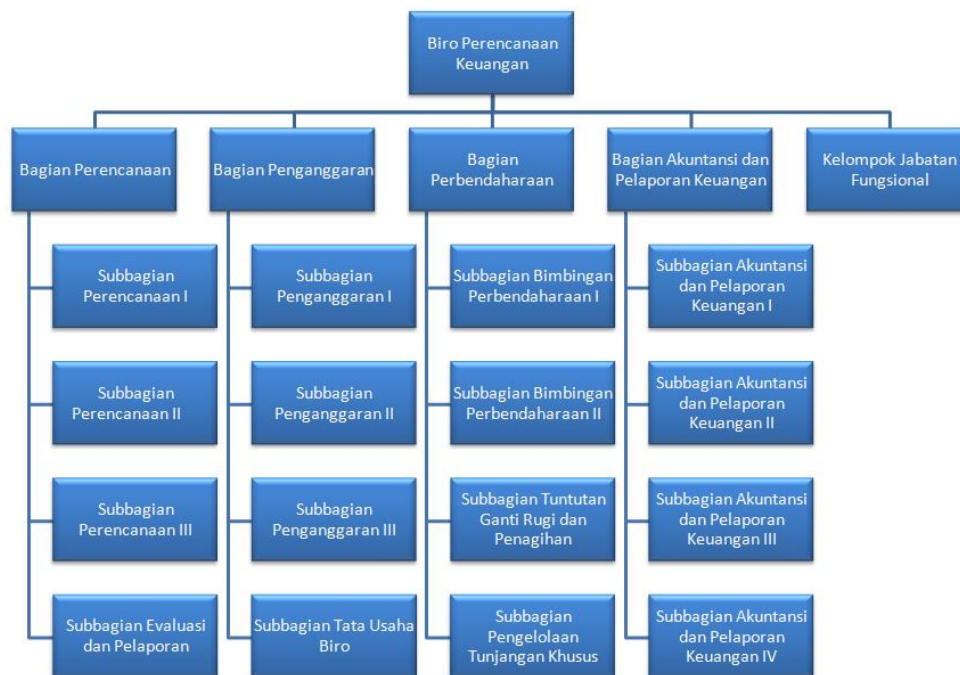 Biro Perencanaan
Keuangan
Bagian Perencanaan
Bagian Penganggaran
Bagian
Perbendaharaan
Bagian Akuntansi dan
Pelaporan Keuangan
Kelompok Jabatan
Fungsional
Subbagian
Perencanaan I
Subbagian
Penganggaran I
Subbagian Bimbingan
Perbendaharaan I
Subbagian Akuntansi
dan Pelaporan
Keuangan I
Subbagian
Perencanaan II
Subbagian
Penganggaran II
Subbagian Bimbingan
Perbendaharaan II
Subbagian Akuntansi
dan Pelaporan
Keuangan II
Subbagian
Perencanaan III
Subbagian
Penganggaran III
Subbagian Tuntutan
Ganti Rugi dan
Penagihan
Subbagian Akuntansi
dan Pelaporan
Keuangan III
Subbagian Evaluasi
dan Pelaporan
Subbagian Tata Usaha
Biro
Subbagian
Pengelolaan
Tunjangan Khusus
Subbagian Akuntansi
dan Pelaporan
Keuangan IV